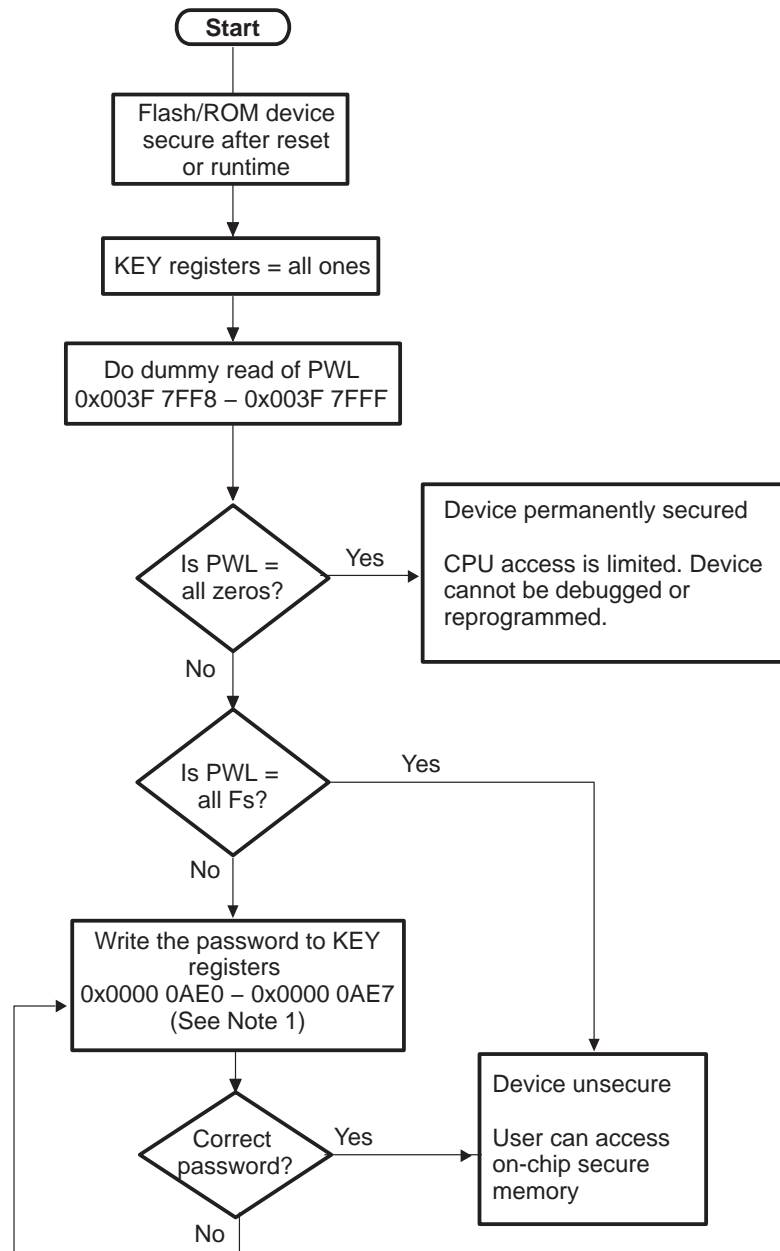 Start
Flash/ROM device
secure after reset
or runtime
KEY registers = all ones
Do dummy read of PWL
0x003F 7FF8 – 0x003F 7FFF
Is PWL =
all zeros?
Yes
Device permanently secured
CPU access is limited. Device
cannot be debugged or
reprogrammed.
No
Is PWL =
all Fs?
Yes
No
Write the password to KEY
registers
0x0000 0AE0 – 0x0000 0AE7
(See Note 1)
Correct
password?
Yes
Device unsecure
User can access
on-chip secure
memory
No